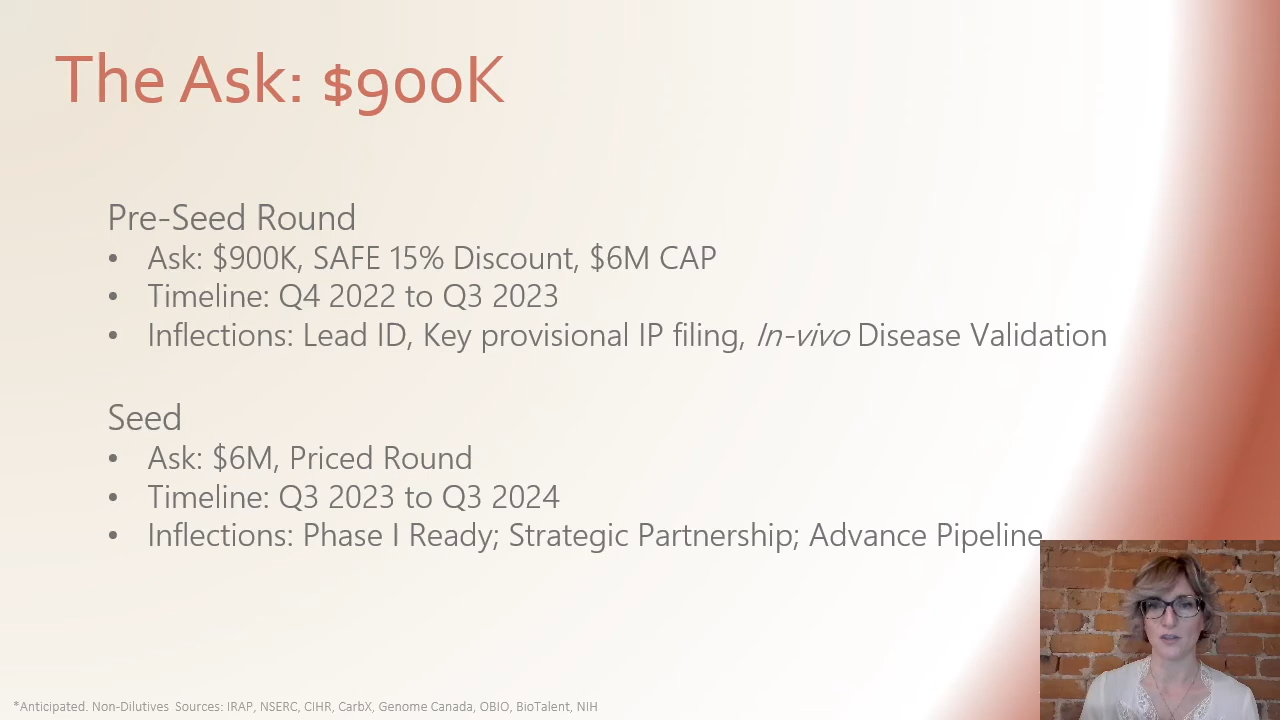 The Ask: $900K
Pre-Seed Round
• Ask: $900K, SAFE 15% Discount, $6M CAP
• Timeline: Q4 2022 to Q3 2023
• Inflections: Lead ID, Key provisional IP filing, In-vivo Disease Validation
Seed
• Ask: $6M, Priced Round
• Timeline: Q3 2023 to Q3 2024
• Inflections: Phase I Ready; Strategic Partnership; Advance Pipeline
*Anticipated. Non-Dilutives Sources: IRAP, NSERC, CIHR, CarbX, Genome Canada, OBIO, BioTalent, NIH